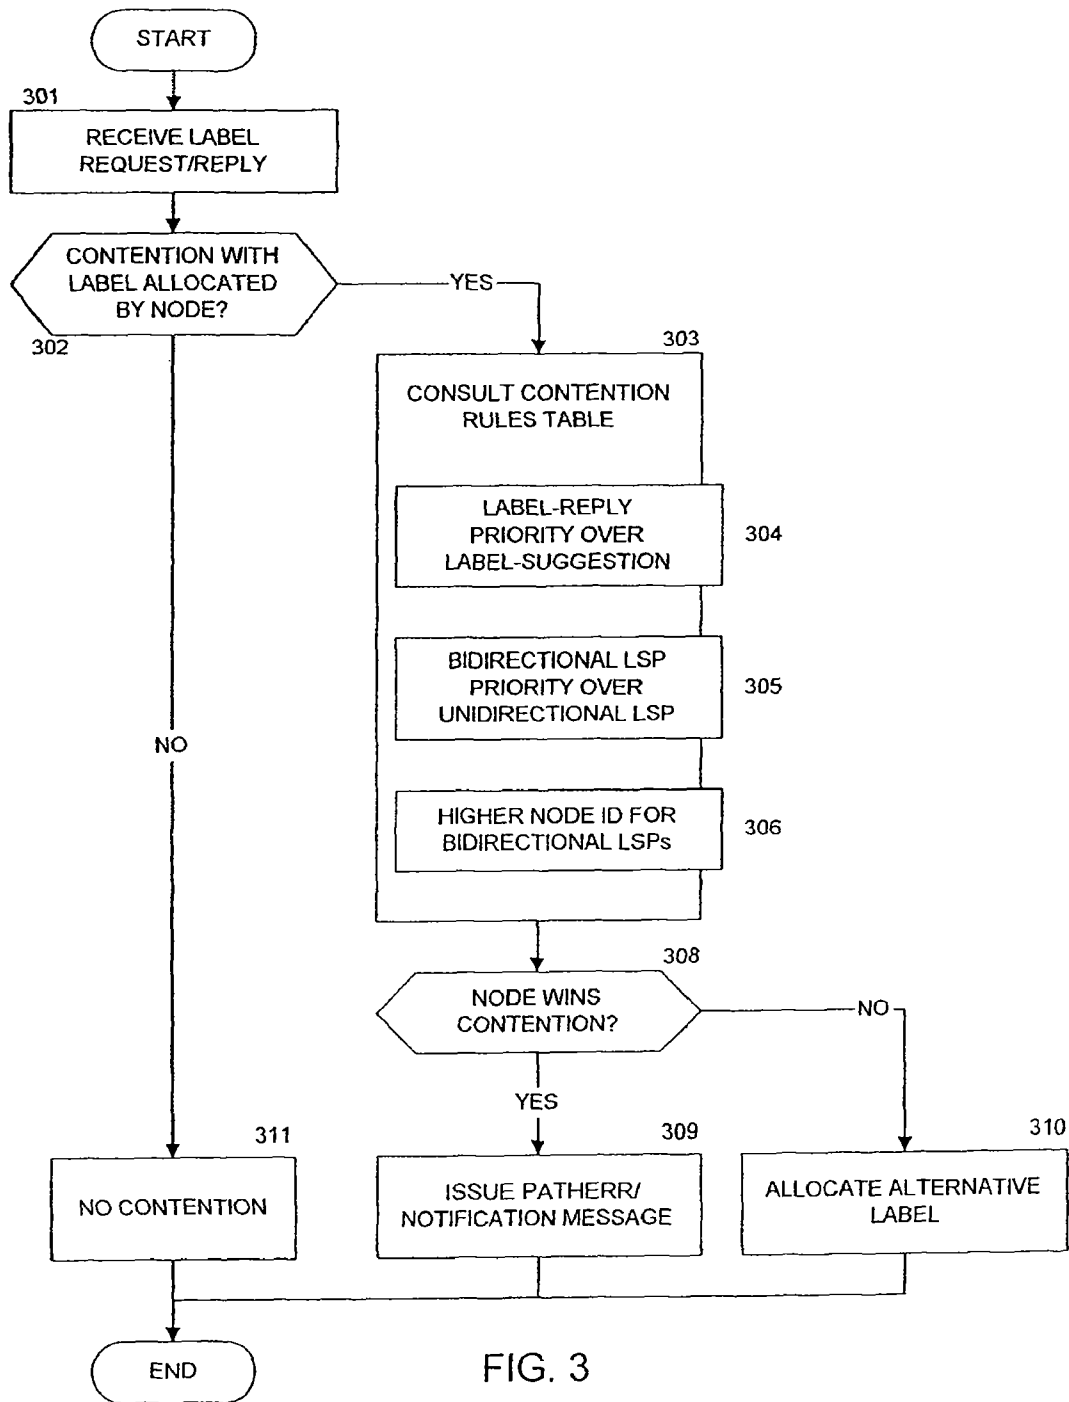 START
301
RECEIVE LABEL
REQUEST/REPLY
CONTENTION WITH
LABEL ALLOCATED
BY NODE?
302
YES
303
CONSULT CONTENTION
RULES TABLE
LABEL-REPLY
PRIORITY OVER
LABEL-SUGGESTION
304
BIDIRECTIONAL LSP
PRIORITY OVER
UNIDIRECTIONAL LSP
305
NO
HIGHER NODE ID FOR
BIDIRECTIONAL LSPs
306
308
NODE WINS
CONTENTION?
NO
YES
311
NO CONTENTION
309
ISSUE PATHERR/
NOTIFICATION MESSAGE
310
ALLOCATE ALTERNATIVE
LABEL
END
FIG. 3